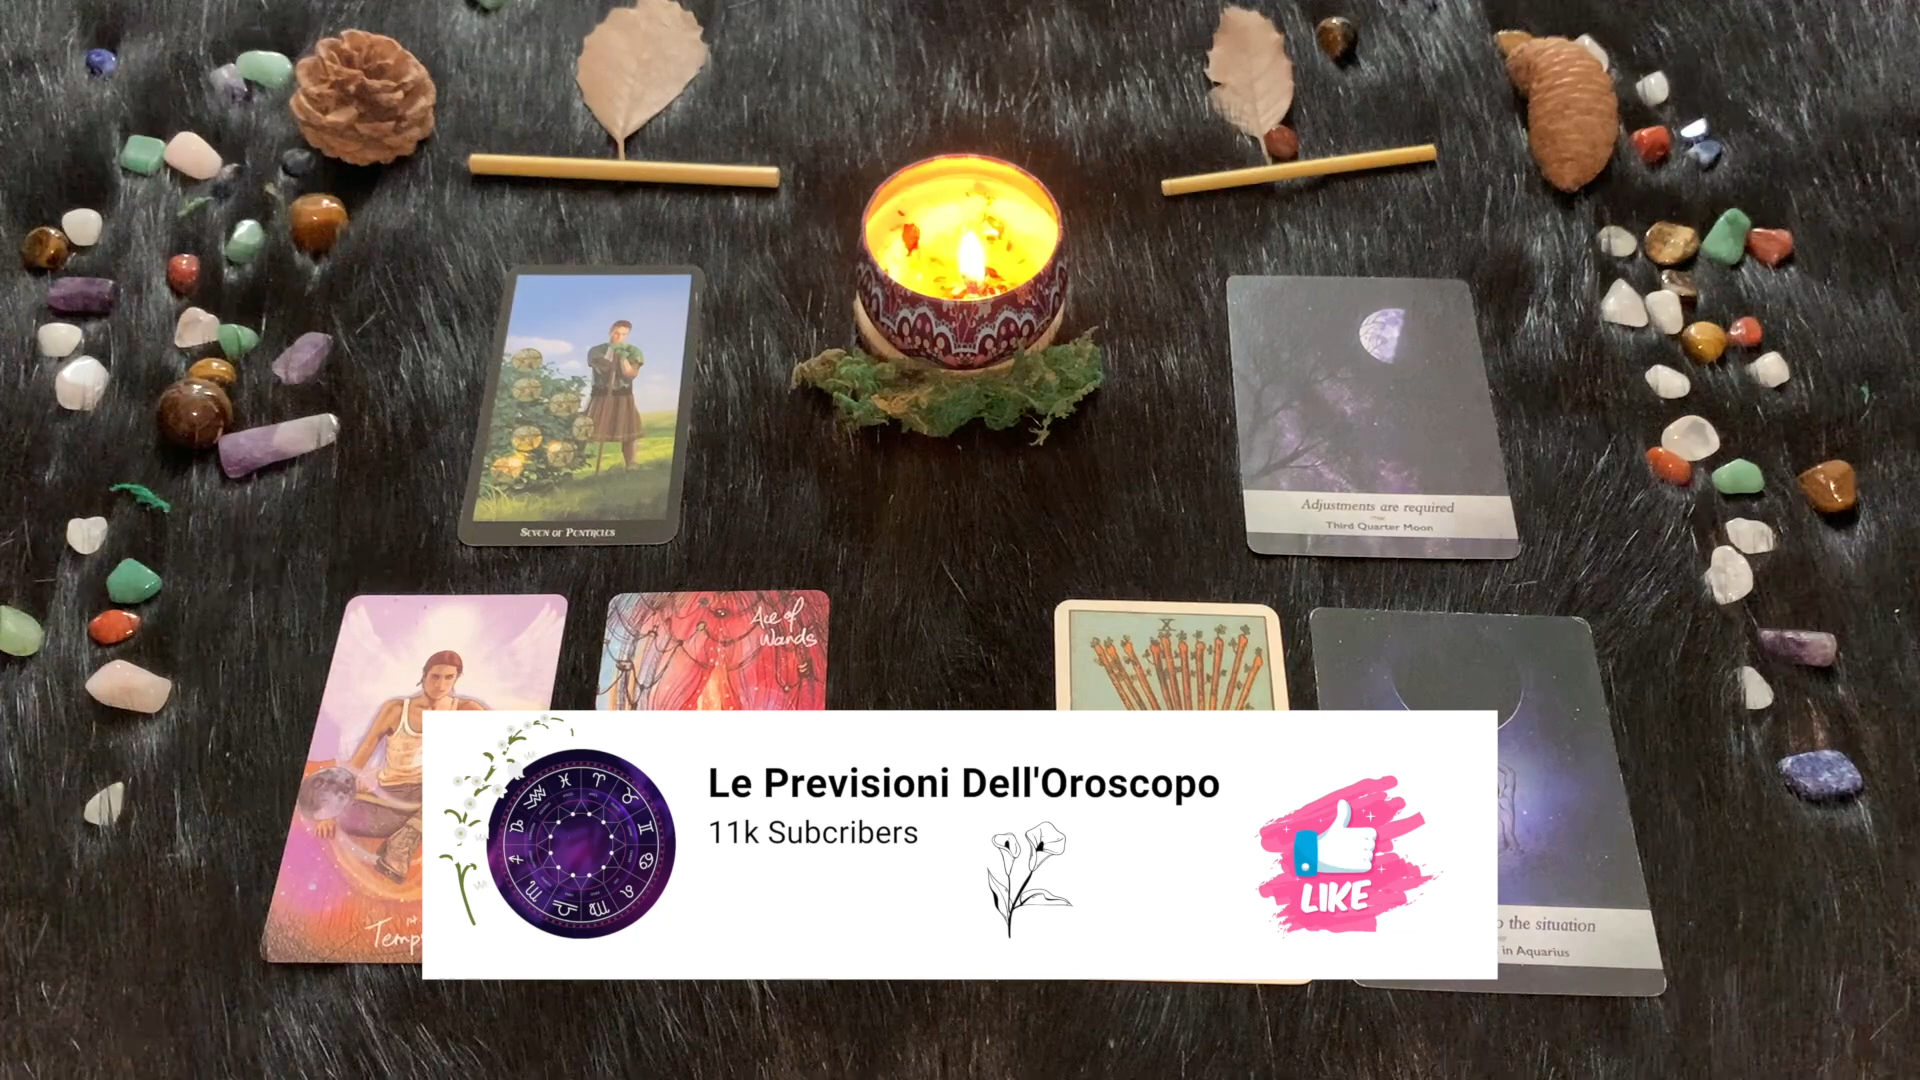 Seven of Pentacles
Adjustments are required
Third Quarter Moon
Ace of
Wands
X
Le Previsioni Dell'Oroscopo
11k Subcribers
LIKE
the situation
in Aquarius